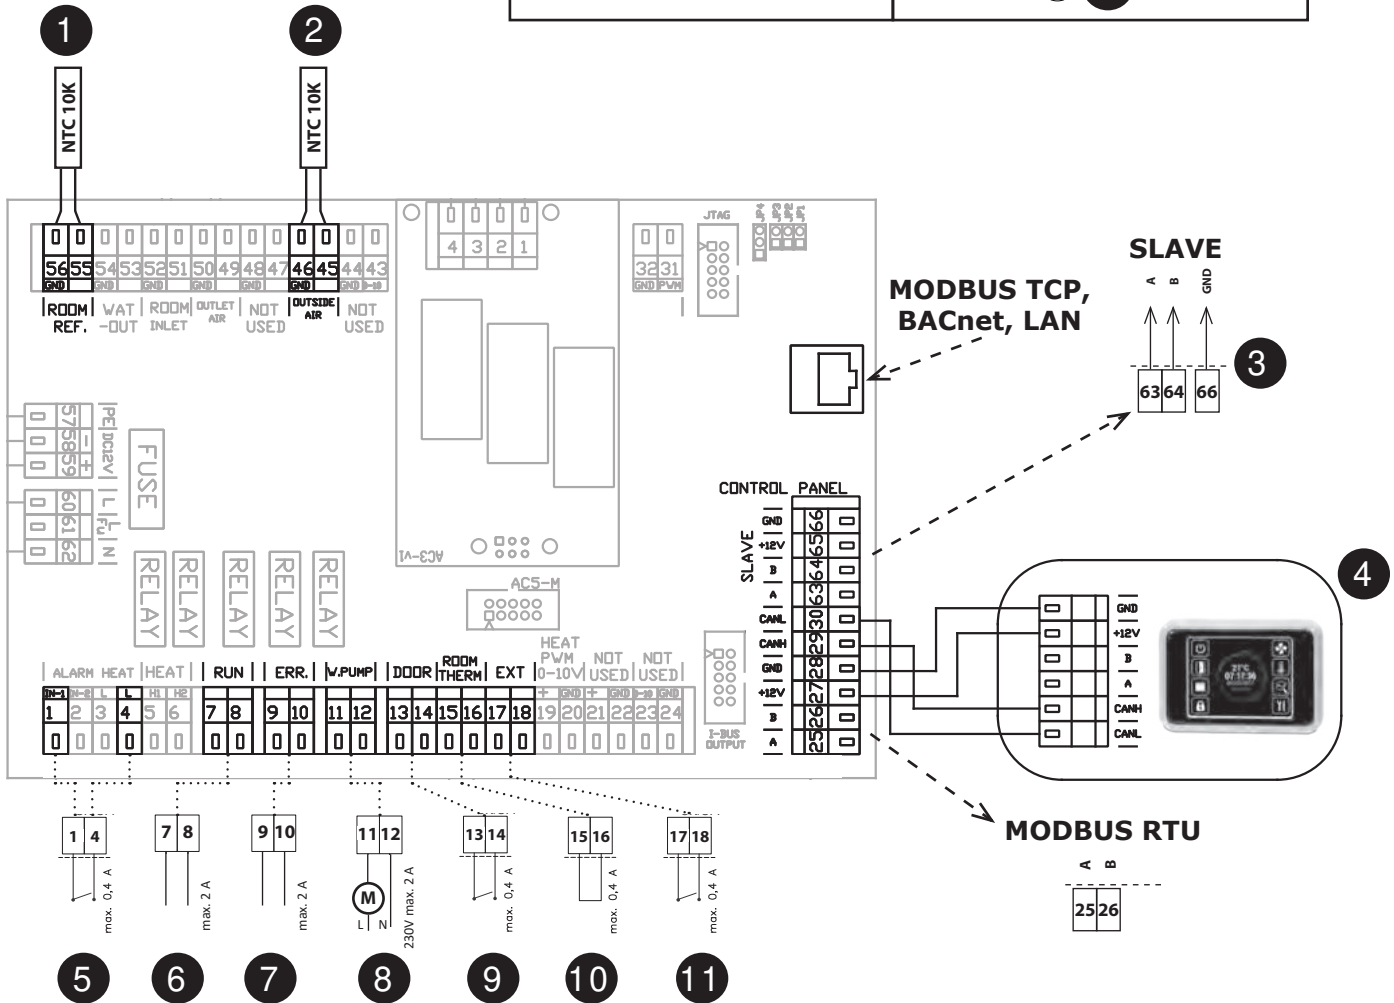 1
2
NTC 10K
NTC 10K
4 3 2 1
JTAG
JP4 JP3 JP2 JP1
56 55 54 53 52 51 50 49 48 47 46 45 44 43
GND GND GND GND GND GND 0-10
32 31
GND PWM
ROOM REF.
WAT -OUT
ROOM INLET
OUTLET AIR
NOT USED
OUTSIDE AIR
NOT USED
MODBUS TCP,
BACnet, LAN
SLAVE
A B GND
63 64 66
3
57 58 59
PE DC12V
- +
60 61 62
L L N
Fu
FUSE
RELAY RELAY RELAY RELAY RELAY
1A-6V
AC3-v1
AC5-M
CONTROL PANEL
SLAVE
GND 66
+12V 65
B 64
A 63
CANL 30
CANH 29
GND 28
+12V 27
B 26
A 25
I-BUS
OUTPUT
4
GND
+12V
B
A
CANH
CANL
21°C
07:17:36
ALARM HEAT HEAT RUN ERR. W.PUMP DOOR ROOM THERM EXT
HEAT PWM 0-10V
NOT USED
NOT USED
IN-1 IN-2 L L H1 H2 + GND + GND 0-10 GND
1 2 3 4 5 6 7 8 9 10 11 12 13 14 15 16 17 18 19 20 21 22 23 24
1 4
max. 0,4 A
7 8
max. 2 A
9 10
max. 2 A
11 12
M
L N
230V max. 2 A
13 14
max. 0,4 A
15 16
max. 0,4 A
17 18
max. 0,4 A
MODBUS RTU
A B
25 26
5 6 7 8 9 10 11